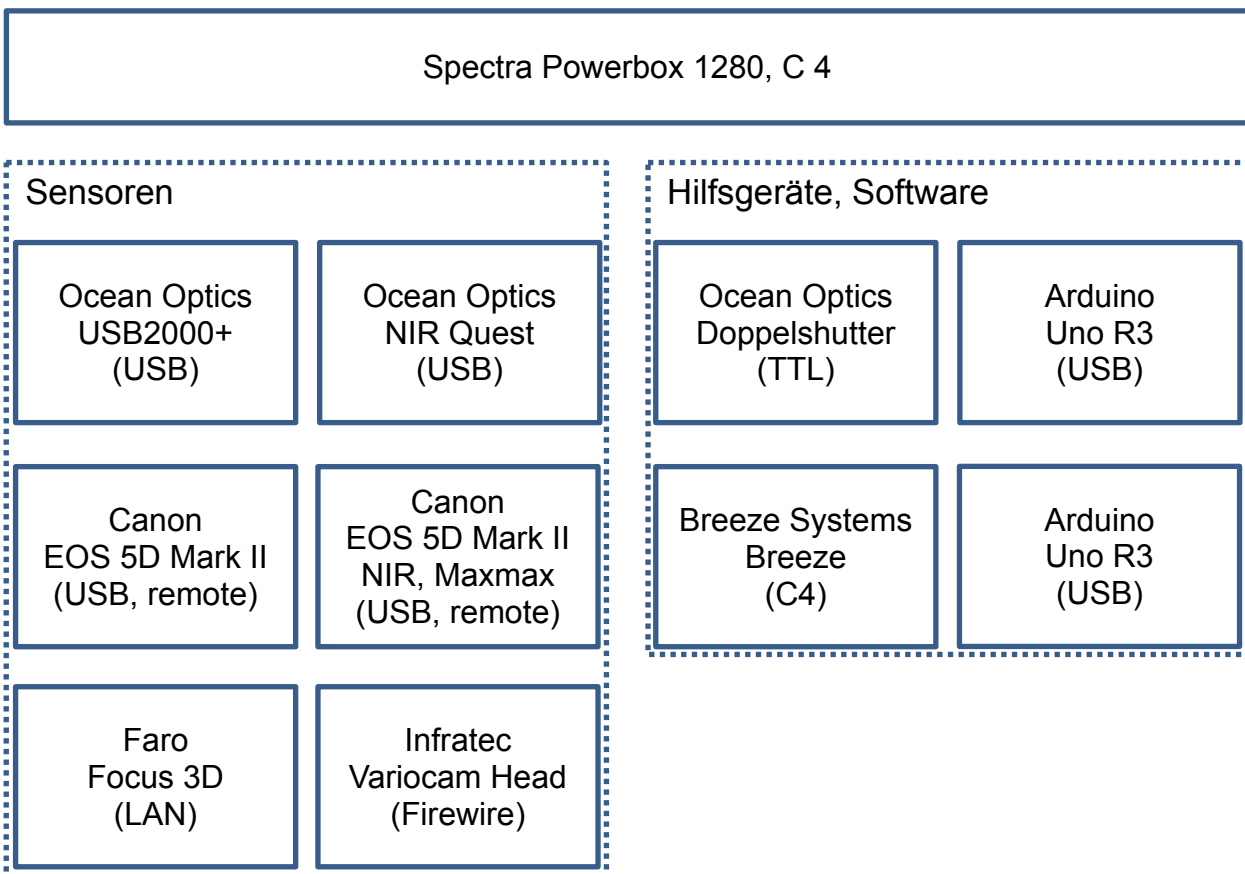 Spectra Powerbox 1280, C 4
Sensoren
Ocean Optics
USB2000+
(USB)
Ocean Optics
NIR Quest
(USB)
Canon
EOS 5D Mark II
(USB, remote)
Canon
EOS 5D Mark II
NIR, Maxmax
(USB, remote)
Faro
Focus 3D
(LAN)
Infratec
Variocam Head
(Firewire)
Hilfsgeräte, Software
Ocean Optics
Doppelshutter
(TTL)
Arduino
Uno R3
(USB)
Breeze Systems
Breeze
(C4)
Arduino
Uno R3
(USB)